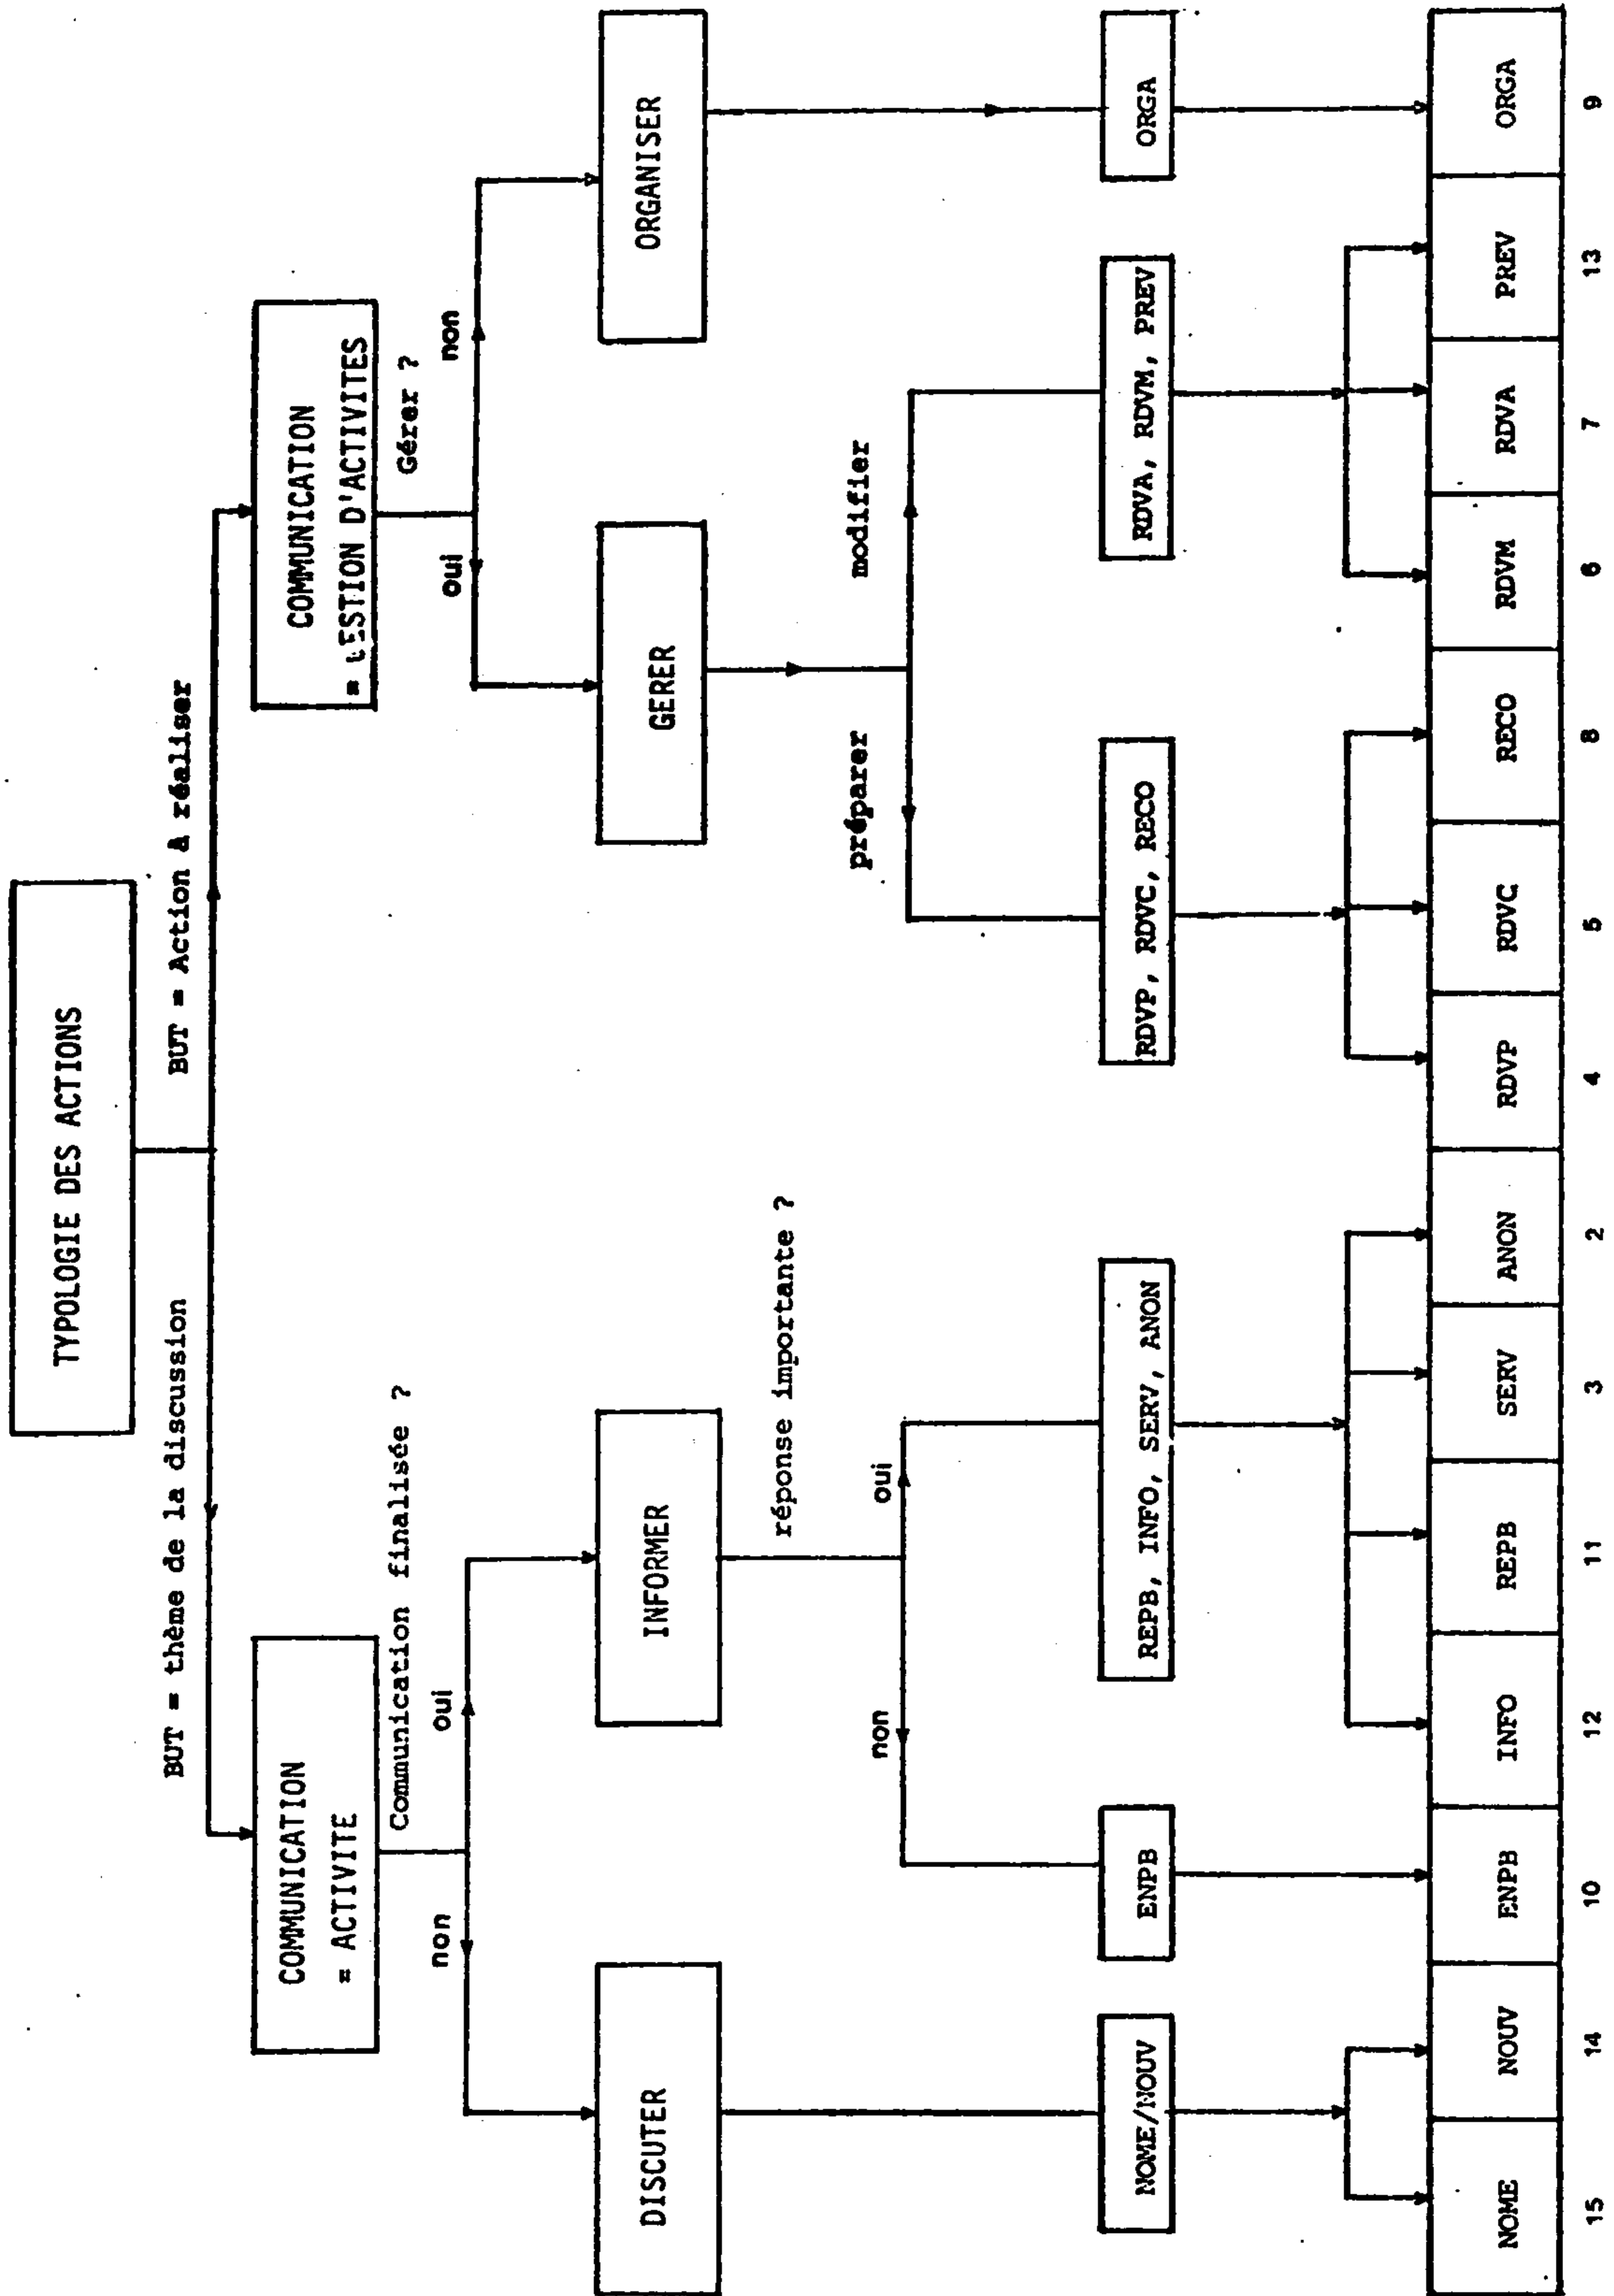 TYPOLOGIE DES ACTIONS
BUT = thème de la discussion
BUT = Action à réaliser
COMMUNICATION
= ACTIVITE
COMMUNICATION
= GESTION D'ACTIVITES
Communication finalisée ?
Gérer ?
non
oui
oui
non
DISCUTER
INFORMER
GERER
ORGANISER
réponse importante ?
non
oui
préparer
modifier
NOME/NOUV
ENPB
REPB, INFO, SERV, ANON
RDVP, RDVC, RECO
RDVA, RDVM, PREV
ORGA
NOME NOUV ENPB INFO REPB SERV ANON RDVP RDVC RECO RDVM RDVA PREV ORGA
15 14 10 12 11 3 2 4 5 8 6 7 13 9